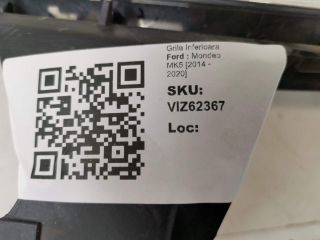 Grila Inferioara
Ford : Mondeo
MK5 [2014 -
2020]
SKU:
VIZ62367
Loc: